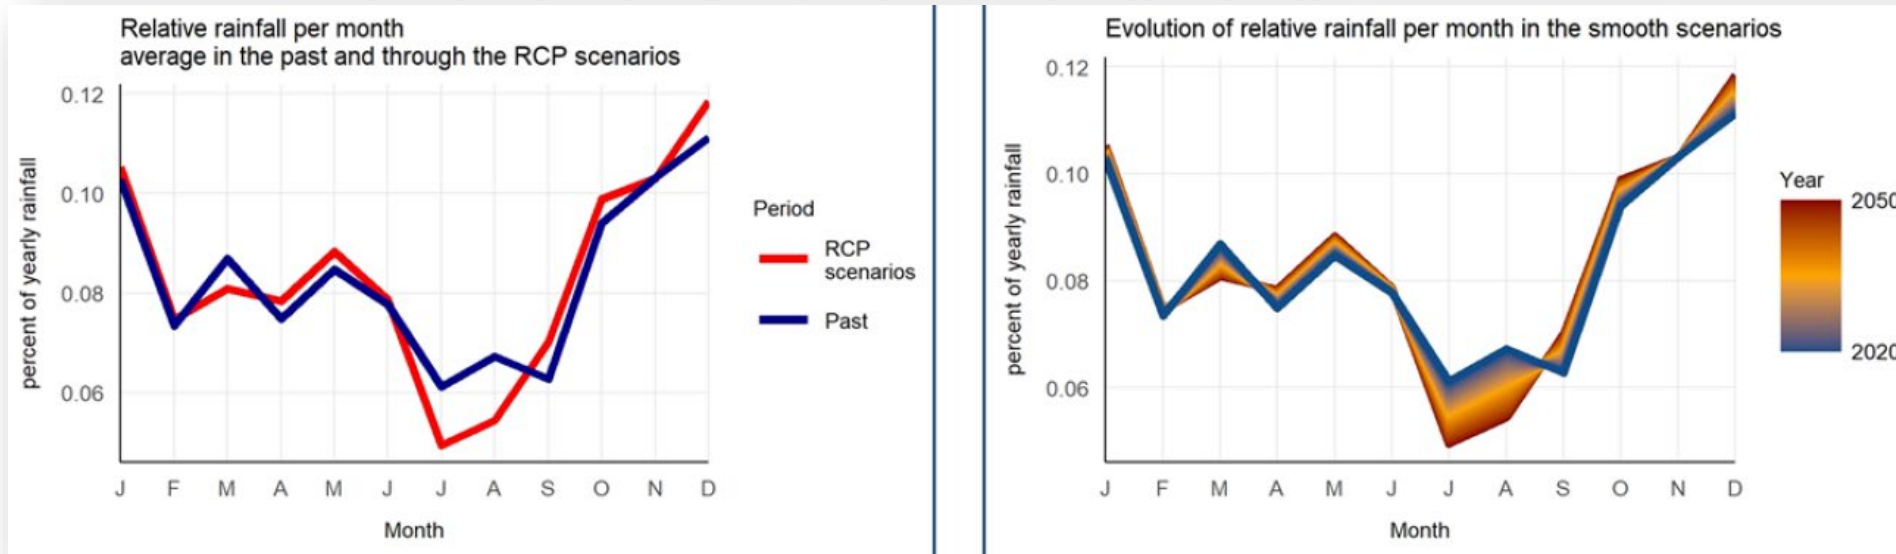 Relative rainfall per month
average in the past and through the RCP scenarios
0.12
0.10
0.08
0.06
percent of yearly rainfall
J F M A M J J A S O N D
Month
Period
RCP
scenarios
Past
Evolution of relative rainfall per month in the smooth scenarios
0.12
0.10
0.08
0.06
percent of yearly rainfall
J F M A M J J A S O N D
Month
Year
2050
2020